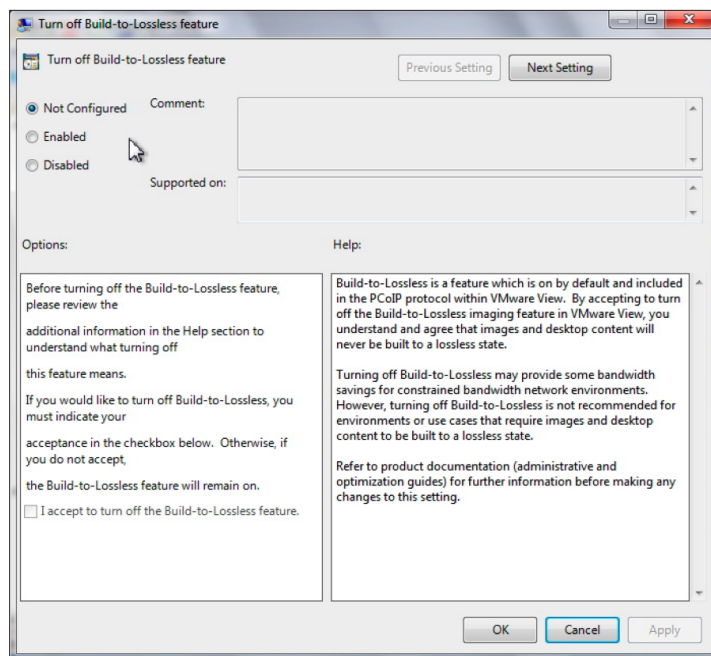 Turn off Build-to-Lossless feature
Turn off Build-to-Lossless feature
Previous Setting
Next Setting
Not Configured
Comment:
Enabled
Disabled
Supported on:
Options:
Help:
Before turning off the Build-to-Lossless feature,
please review the
additional information in the Help section to
understand what turning off
this feature means.
If you would like to turn off Build-to-Lossless, you
must indicate your
acceptance in the checkbox below.  Otherwise, if
you do not accept,
the Build-to-Lossless feature will remain on.
I accept to turn off the Build-to-Lossless feature.
Build-to-Lossless is a feature which is on by default and included
in the PCoIP protocol within VMware View.  By accepting to turn
off the Build-to-Lossless imaging feature in VMware View, you
understand and agree that images and desktop content will
never be built to a lossless state.
Turning off Build-to-Lossless may provide some bandwidth
savings for constrained bandwidth network environments.
However, turning off Build-to-Lossless is not recommended for
environments or use cases that require images and desktop
content to be built to a lossless state.
Refer to product documentation (administrative and
optimization guides) for further information before making any
changes to this setting.
OK
Cancel
Apply